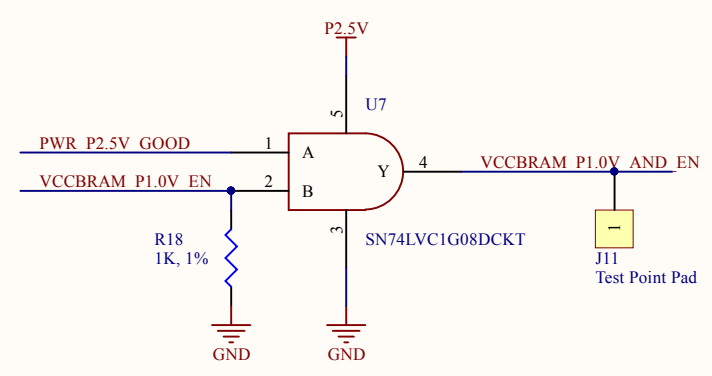 P2.5V
5
U7
PWR_P2.5V_GOOD
1
A
VCCBRAM_P1.0V_EN
2
B
Y
4
VCCBRAM_P1.0V_AND_EN
3
SN74LVC1G08DCKT
R18
1K, 1%
1
J11
Test Point Pad
GND
GND